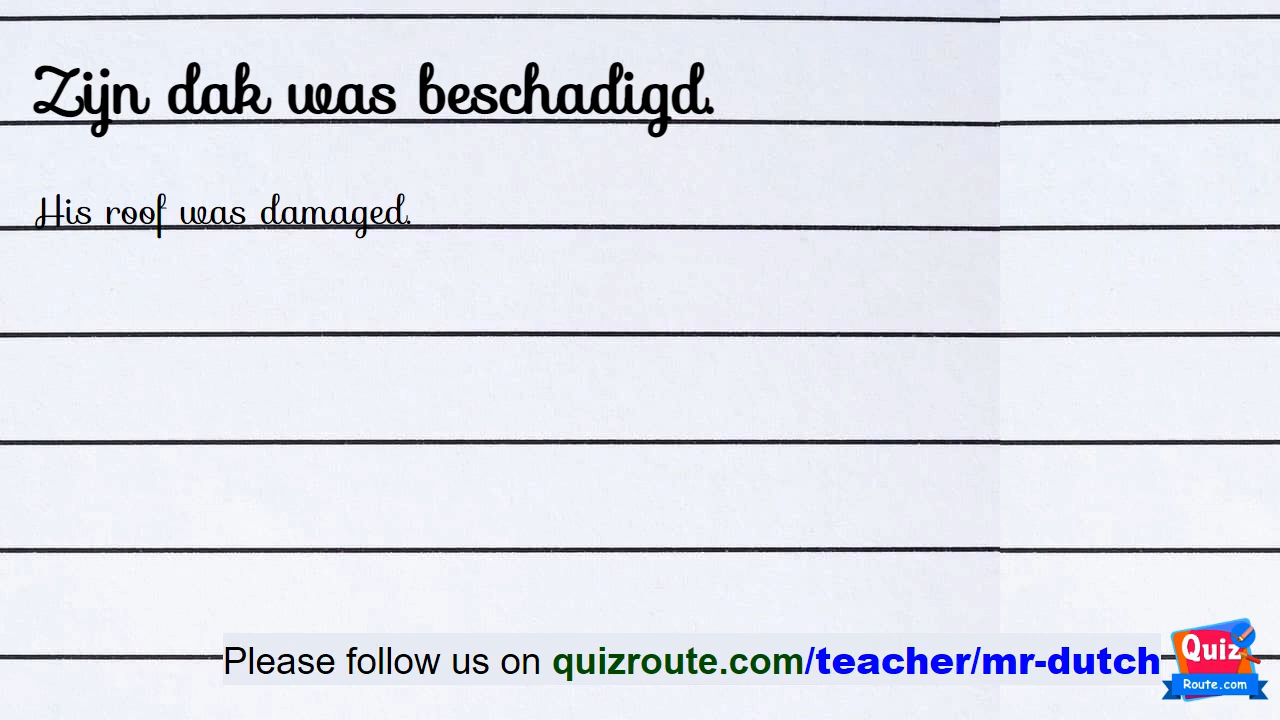 Zijn dak was beschadigd.
His roof was damaged.
Please follow us on quizroute.com/teacher/mr-dutch
Quiz
Route.com